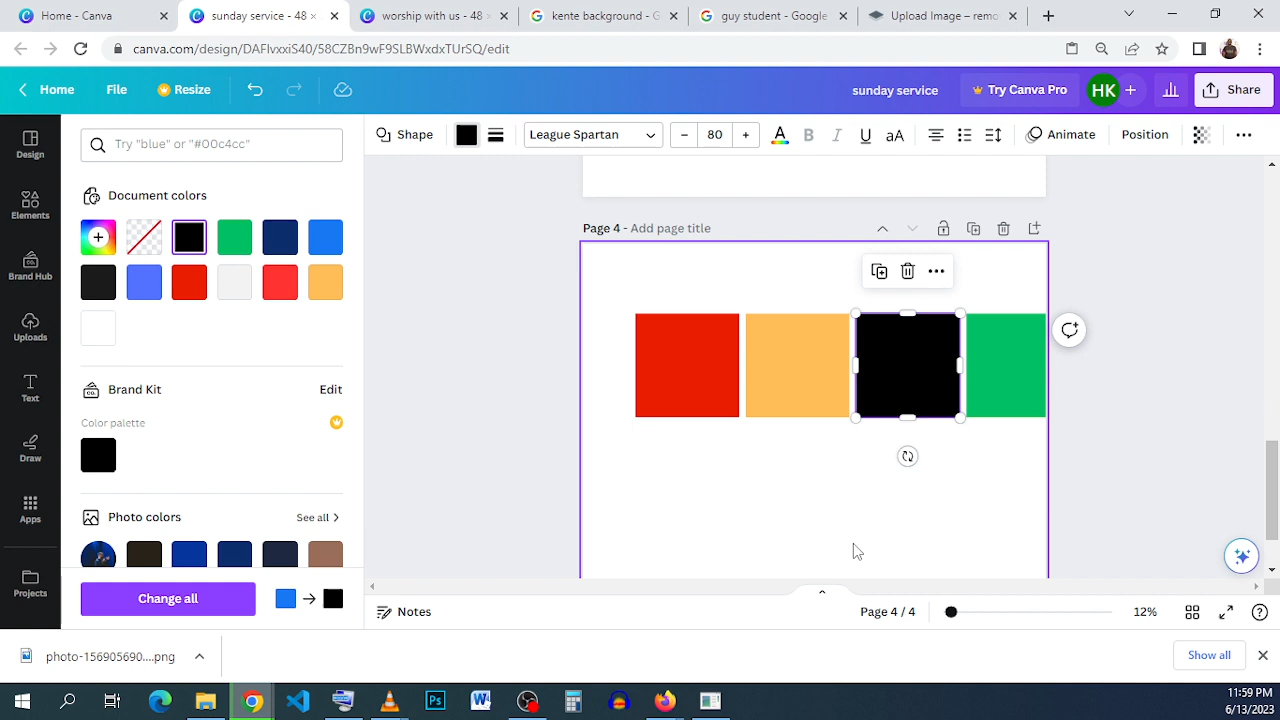 Home - Canva
sunday service - 48 ×
worship with us - 48 ×
kente background - G
guy student - Google
Upload Image – remo
canva.com/design/DAFlvxxiS40/58CZBn9wF9SLBWxdxTUrSQ/edit
Home
File
Resize
sunday service
Try Canva Pro
HK
Share
Design
Elements
Brand Hub
Uploads
Text
Draw
Apps
Projects
Try "blue" or "#00c4cc"
Document colors
Brand Kit
Edit
Color palette
Photo colors
See all
Change all
Shape
League Spartan
80
A
B
I
U
aA
Animate
Position
Page 4 - Add page title
Notes
Page 4 / 4
12%
photo-156905690....png
Show all
11:59 PM
6/13/2023